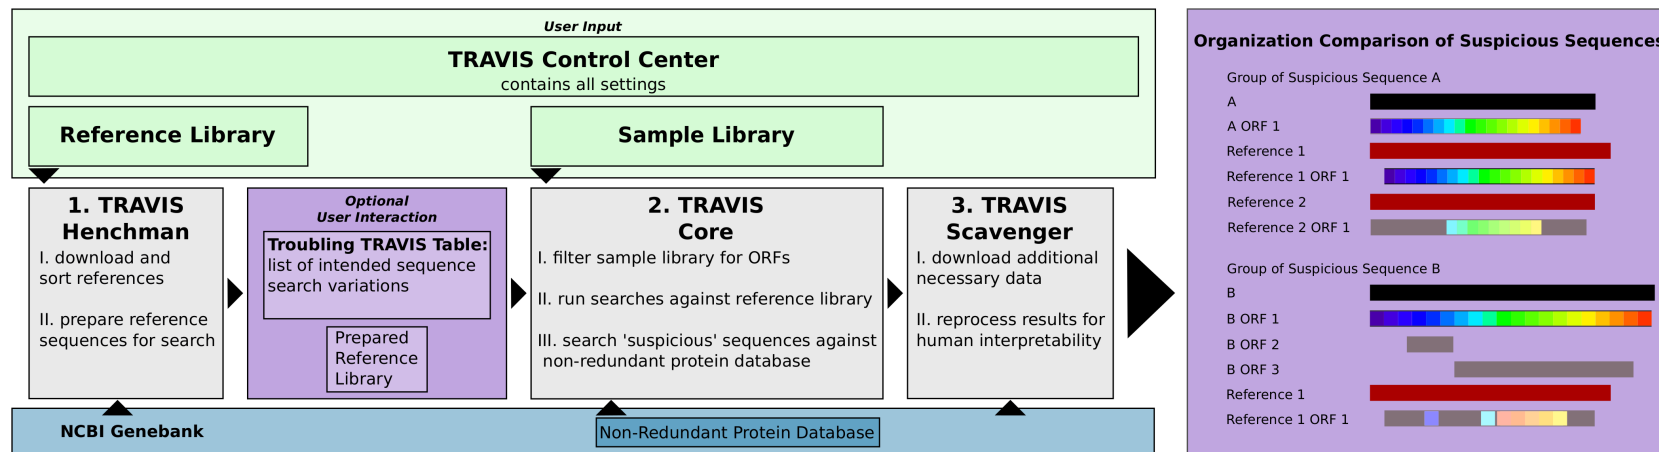 User Input
TRAVIS Control Center
contains all settings
Reference Library
Sample Library
1. TRAVIS
Henchman
I. download and
sort references
II. prepare reference
sequences for search
Optional
User Interaction
Troubling TRAVIS Table:
list of intended sequence
search variations
Prepared
Reference
Library
2. TRAVIS
Core
I. filter sample library for ORFs
II. run searches against reference library
III. search 'suspicious' sequences against
non-redundant protein database
3. TRAVIS
Scavenger
I. download additional
necessary data
II. reprocess results for
human interpretability
NCBI Genebank
Non-Redundant Protein Database
Organization Comparison of Suspicious Sequences
Group of Suspicious Sequence A
A
A ORF 1
Reference 1
Reference 1 ORF 1
Reference 2
Reference 2 ORF 1
Group of Suspicious Sequence B
B
B ORF 1
B ORF 2
B ORF 3
Reference 1
Reference 1 ORF 1